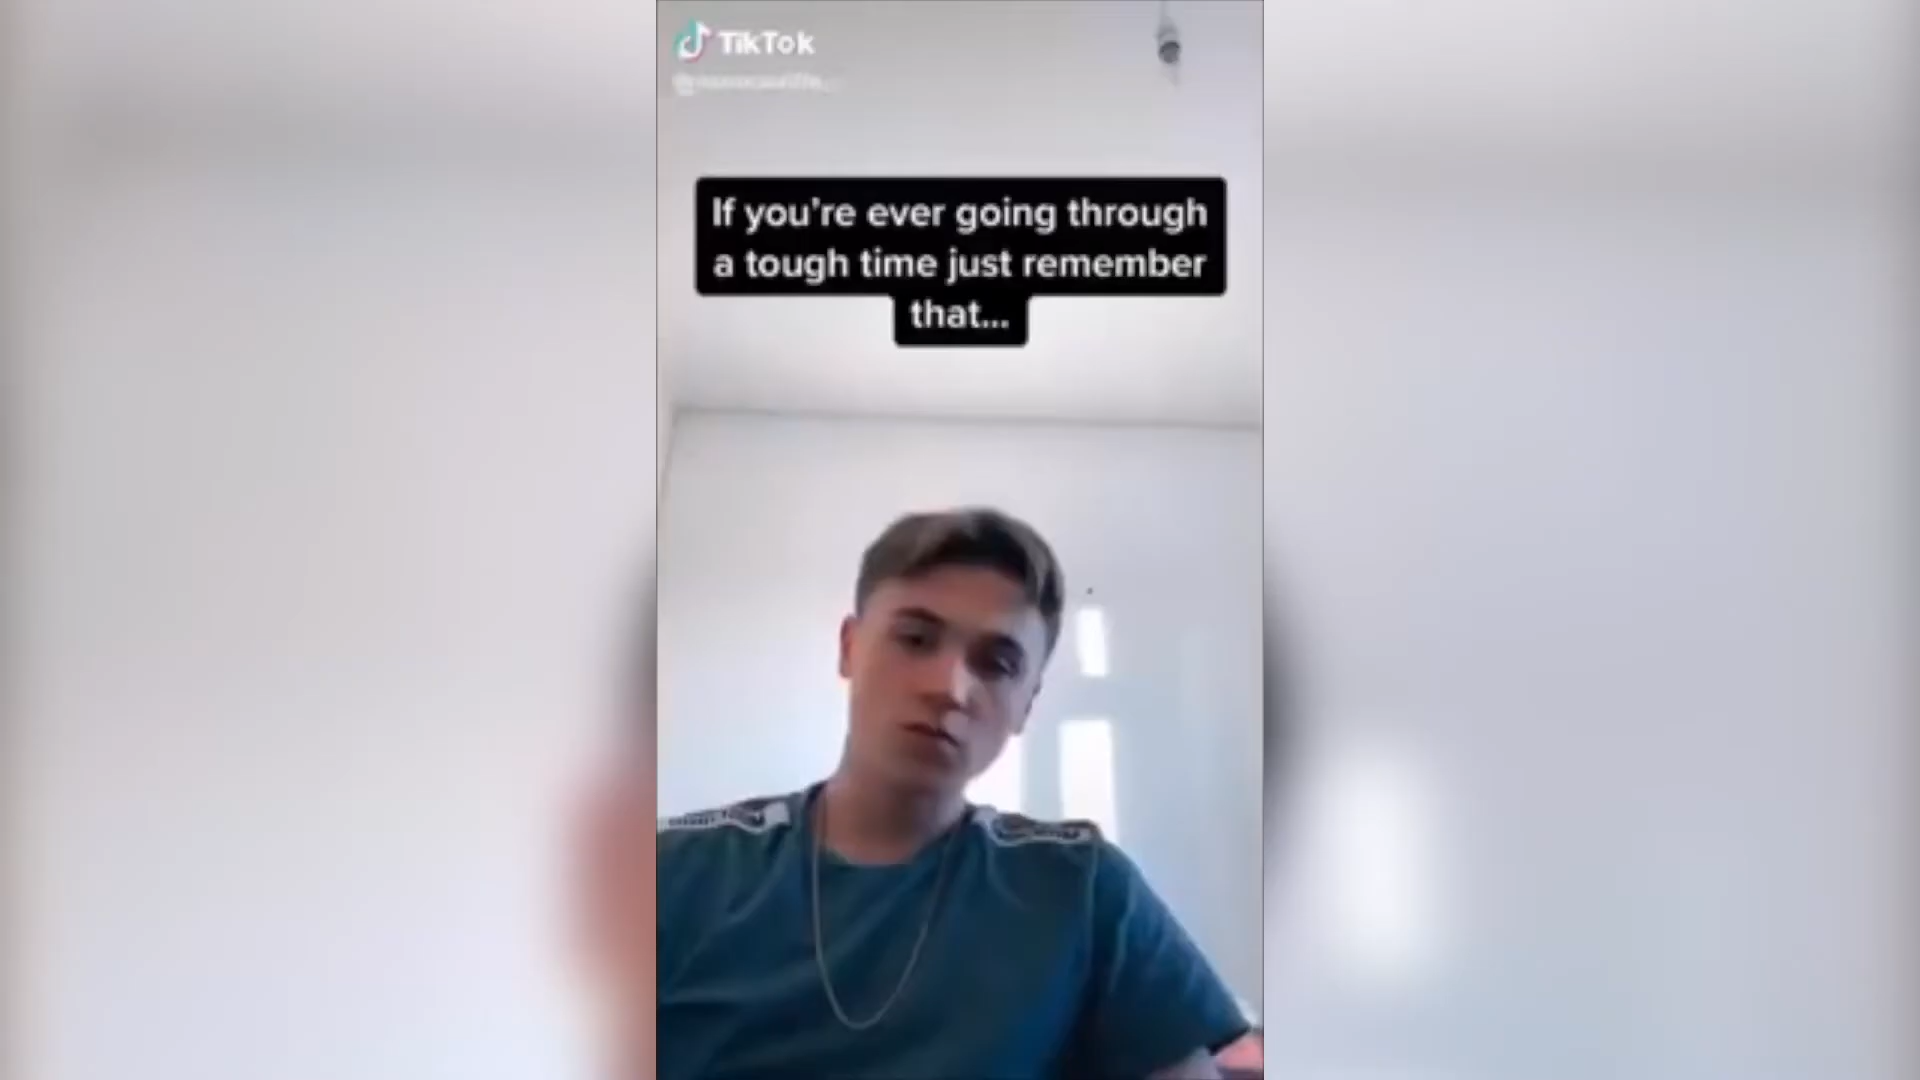 TikTok
If you're ever going through
a tough time just remember
that...